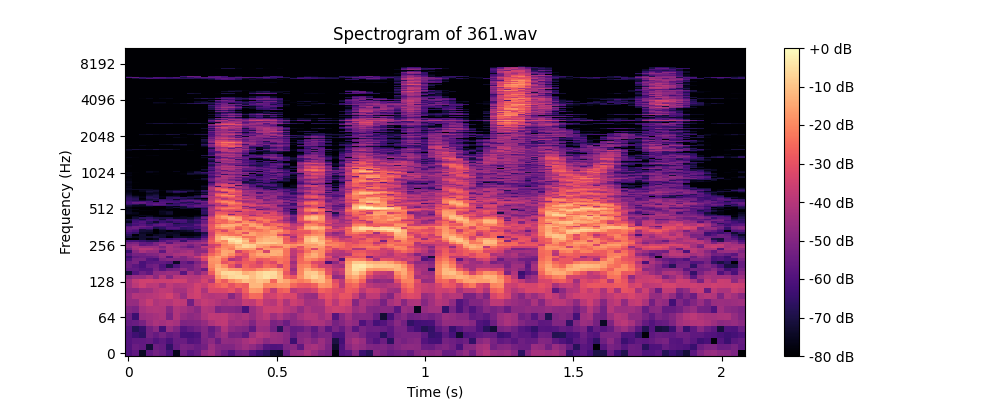 Spectrogram of 361.wav
8192
4096
2048
1024
512
256
128
64
0
Frequency (Hz)
0
0.5
1
1.5
2
Time (s)
+0 dB
-10 dB
-20 dB
-30 dB
-40 dB
-50 dB
-60 dB
-70 dB
-80 dB